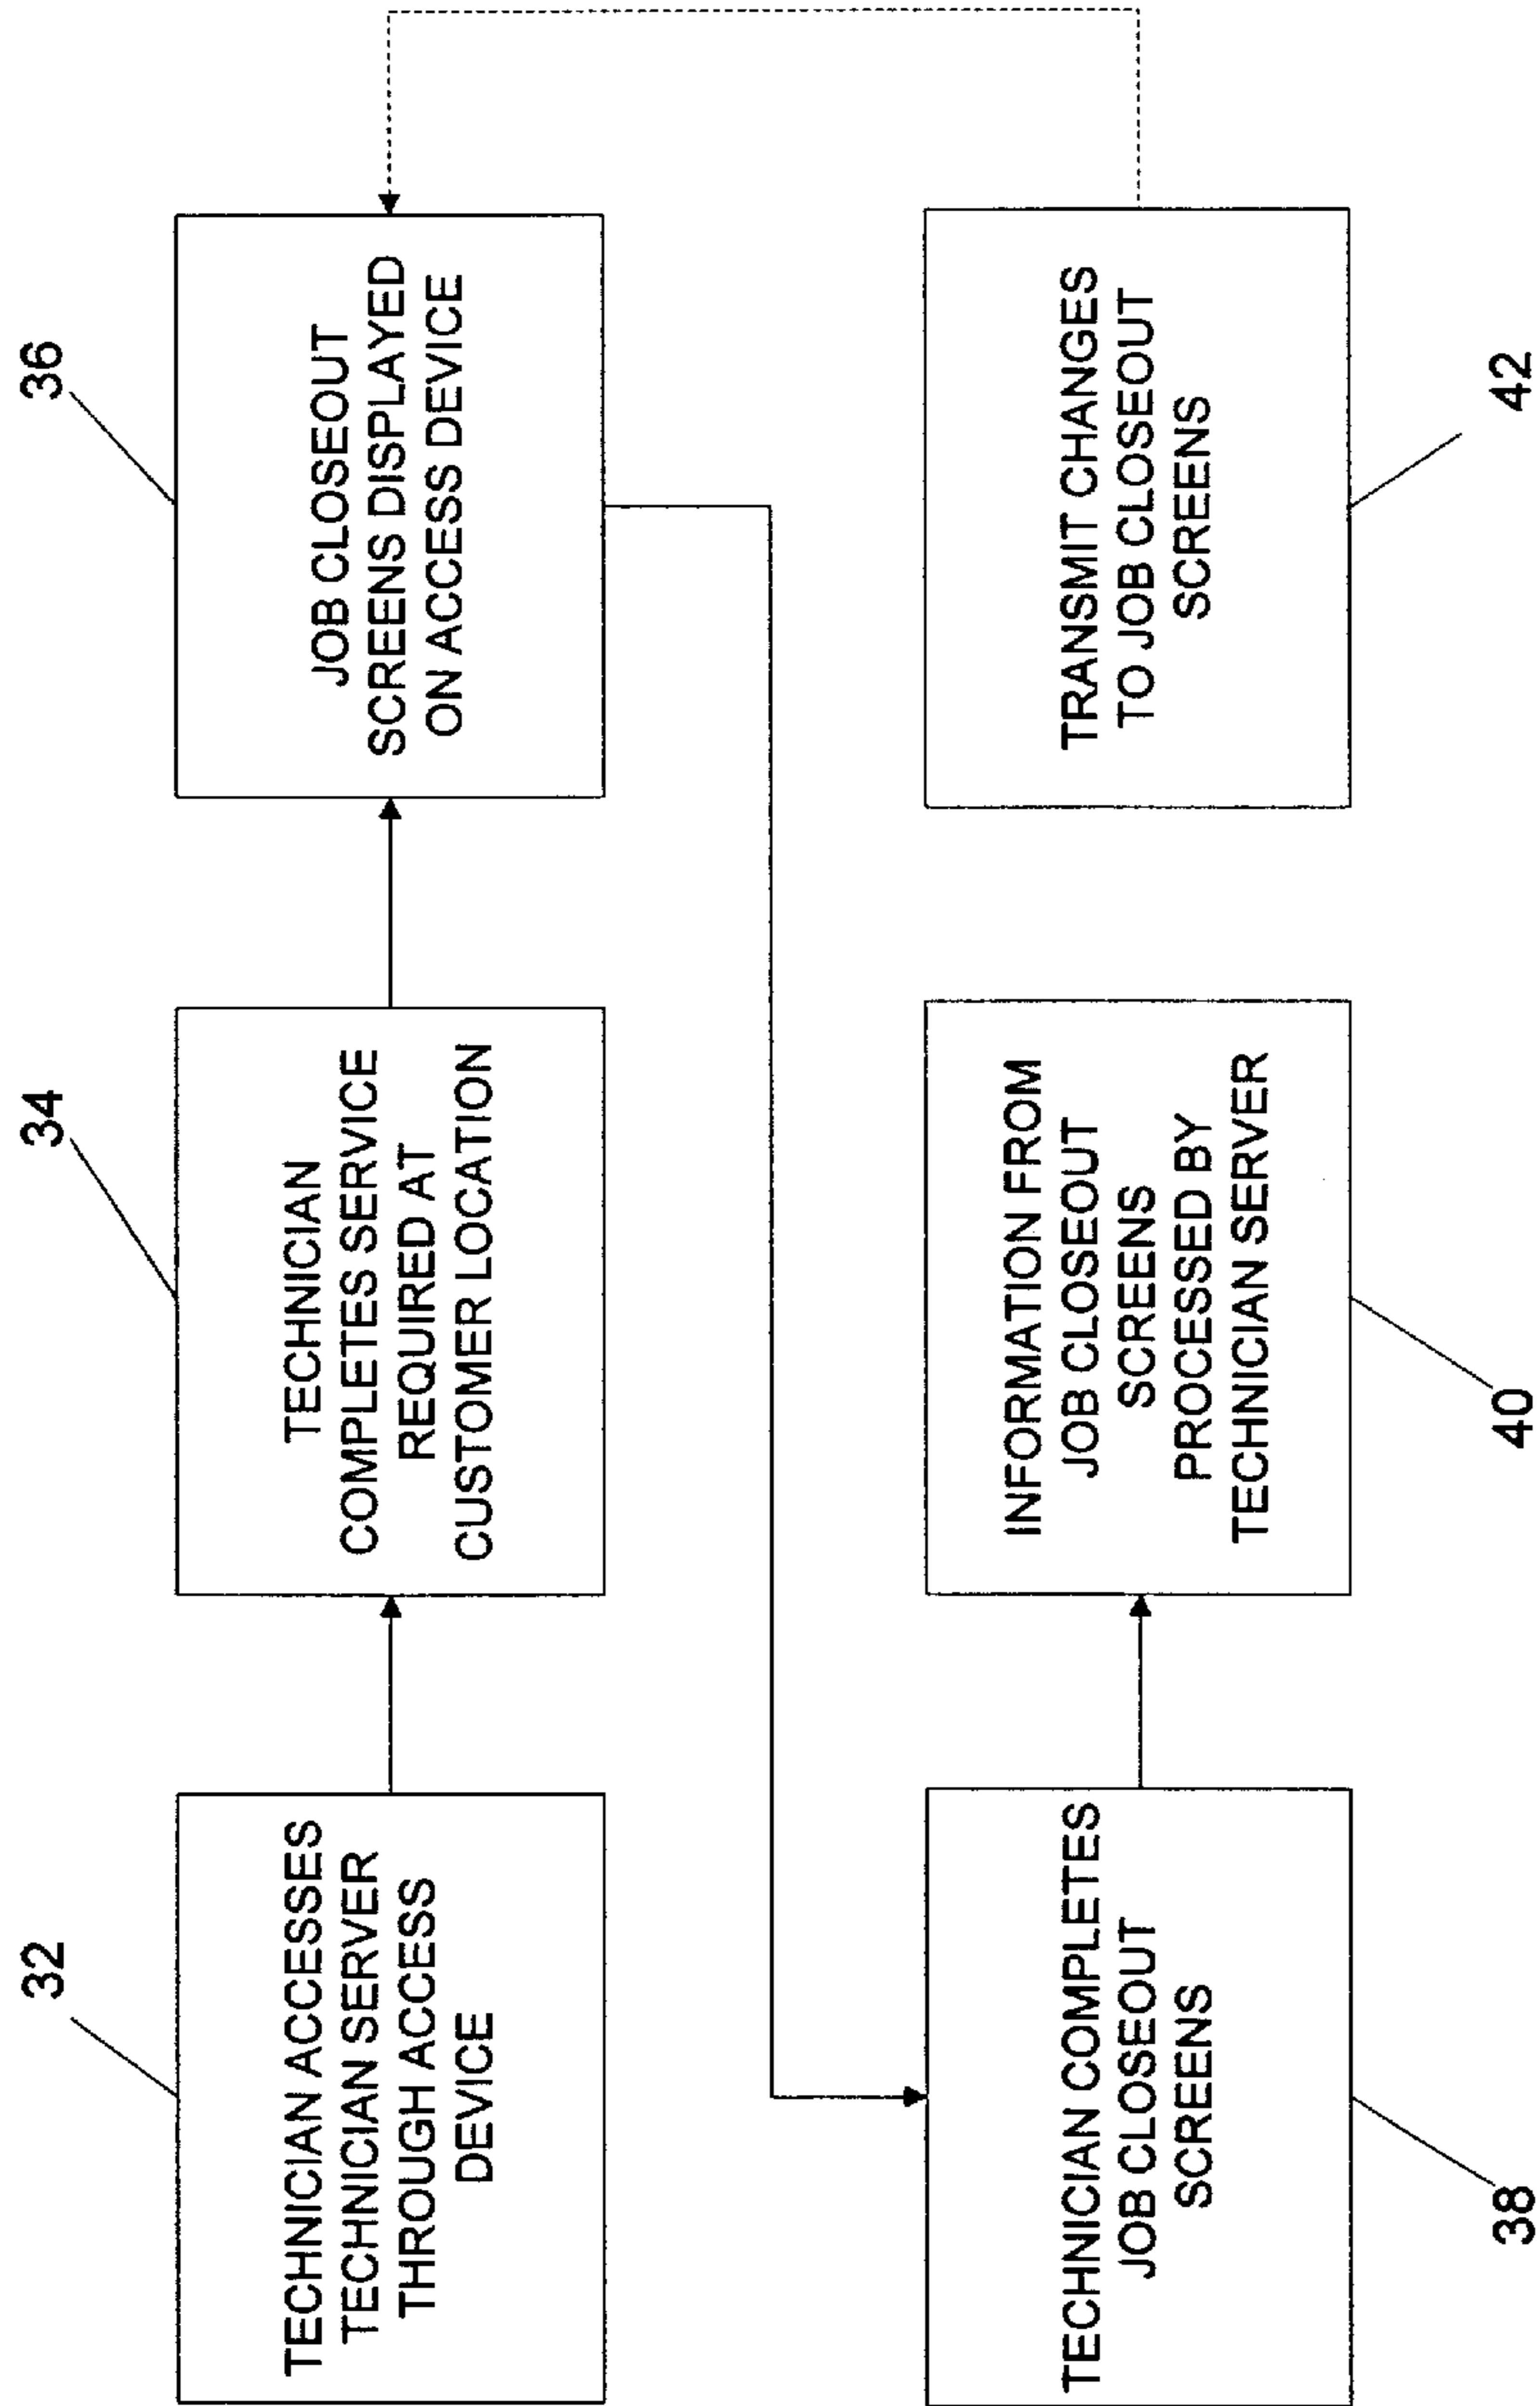 32
TECHNICIAN ACCESSES
TECHNICIAN SERVER
THROUGH ACCESS
DEVICE
34
TECHNICIAN
COMPLETES SERVICE
REQUIRED AT
CUSTOMER LOCATION
36
JOB CLOSEOUT
SCREENS DISPLAYED
ON ACCESS DEVICE
TECHNICIAN COMPLETES
JOB CLOSEOUT
SCREENS
38
INFORMATION FROM
JOB CLOSEOUT
SCREENS
PROCESSED BY
TECHNICIAN SERVER
40
TRANSMIT CHANGES
TO JOB CLOSEOUT
SCREENS
42